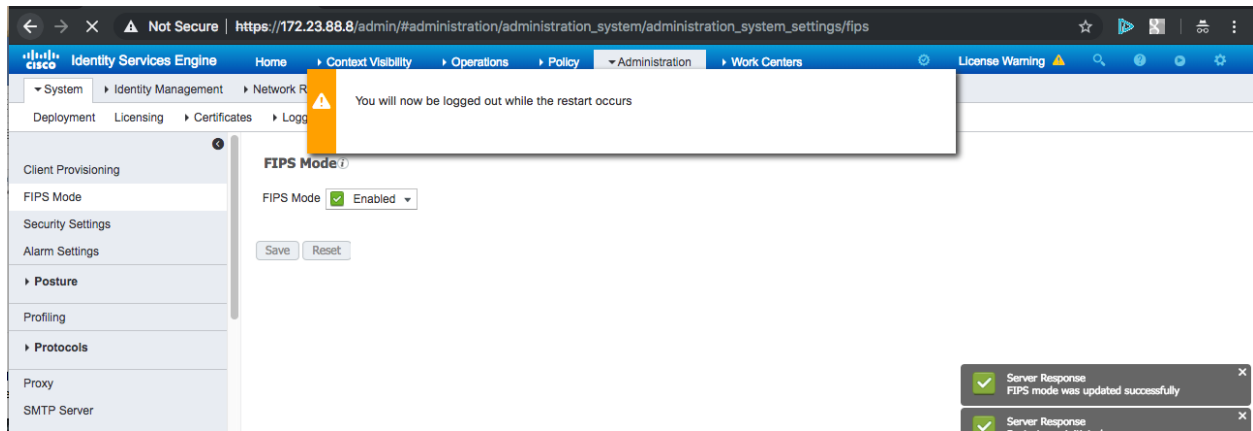 Not Secure | https://172.23.88.8/admin/#administration/administration_system/administration_system_settings/fips
cisco Identity Services Engine Home Context Visibility Operations Policy Administration Work Centers License Warning
System Identity Management Network R
Deployment Licensing Certificates Logg
You will now be logged out while the restart occurs
Client Provisioning
FIPS Mode
Security Settings
Alarm Settings
Posture
Profiling
Protocols
Proxy
SMTP Server
FIPS Mode
FIPS Mode Enabled
Save Reset
Server Response
FIPS mode was updated successfully
Server Response